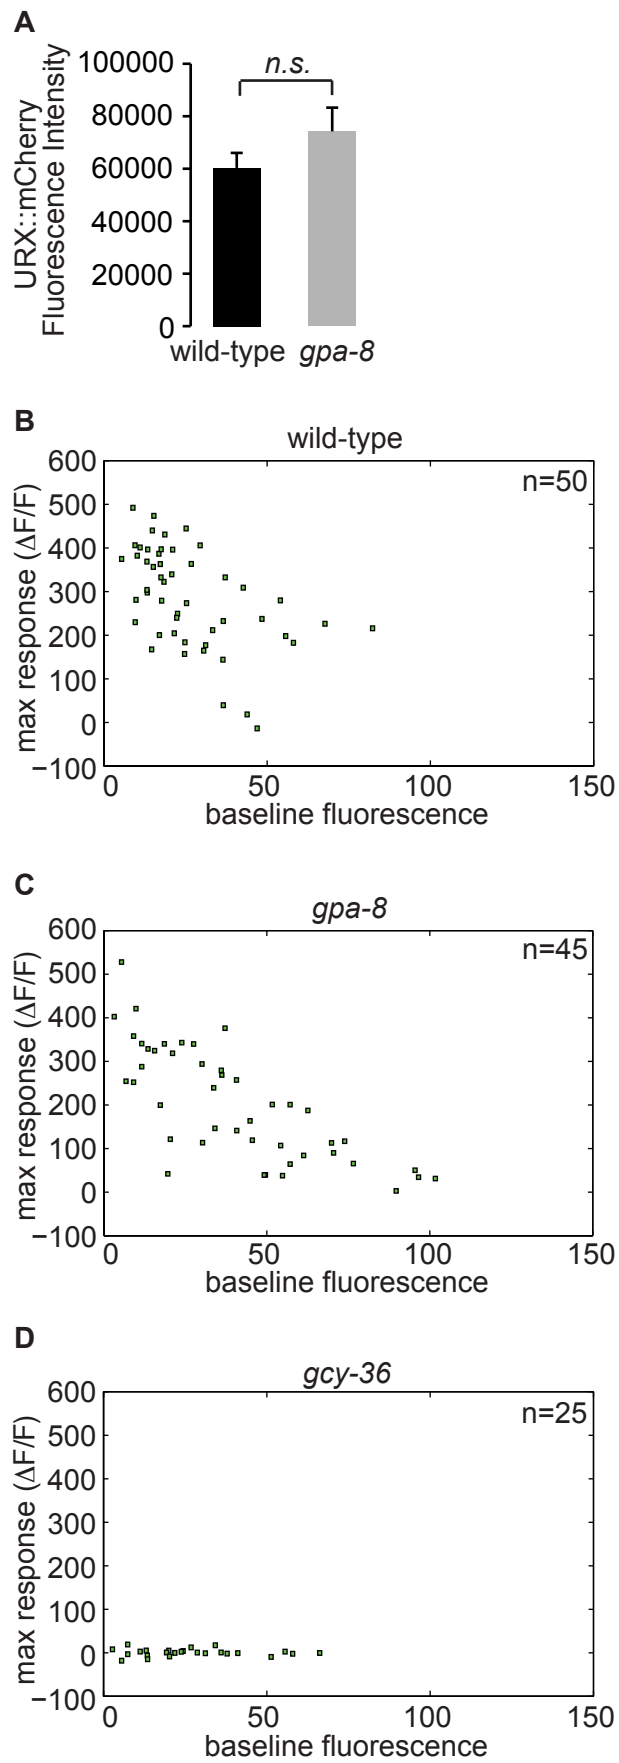 A
URX::mCherry
Fluorescence Intensity
100000
80000
60000
40000
20000
0
n.s.
wild-type gpa-8
B
wild-type
n=50
max response (ΔF/F)
600
500
400
300
200
100
0
−100
0 50 100 150
baseline fluorescence
C
gpa-8
n=45
max response (ΔF/F)
600
500
400
300
200
100
0
−100
0 50 100 150
baseline fluorescence
D
gcy-36
n=25
max response (ΔF/F)
600
500
400
300
200
100
0
−100
0 50 100 150
baseline fluorescence